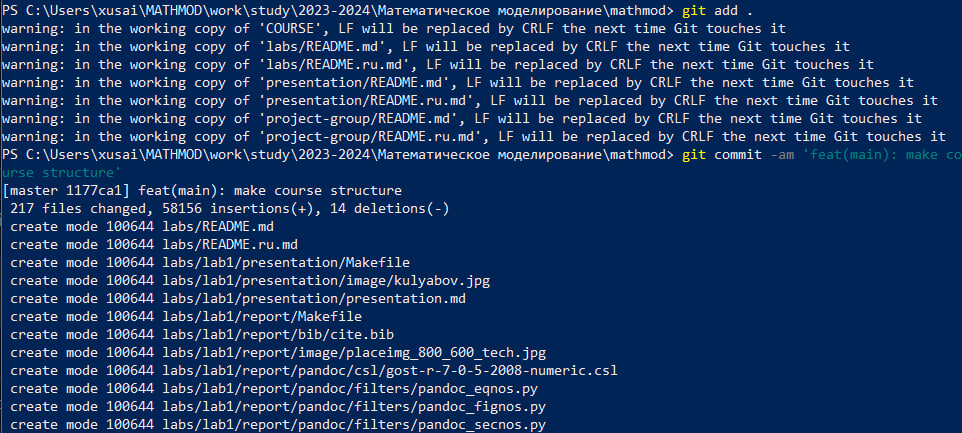 PS C:\Users\xusai\MATHMOD\work\study\2023-2024\Математическое моделирование\mathmod> git add .
warning: in the working copy of 'COURSE', LF will be replaced by CRLF the next time Git touches it
warning: in the working copy of 'labs/README.md', LF will be replaced by CRLF the next time Git touches it
warning: in the working copy of 'labs/README.ru.md', LF will be replaced by CRLF the next time Git touches it
warning: in the working copy of 'presentation/README.md', LF will be replaced by CRLF the next time Git touches it
warning: in the working copy of 'presentation/README.ru.md', LF will be replaced by CRLF the next time Git touches it
warning: in the working copy of 'project-group/README.md', LF will be replaced by CRLF the next time Git touches it
warning: in the working copy of 'project-group/README.ru.md', LF will be replaced by CRLF the next time Git touches it
PS C:\Users\xusai\MATHMOD\work\study\2023-2024\Математическое моделирование\mathmod> git commit -am 'feat(main): make co
urse structure'
[master 1177ca1] feat(main): make course structure
217 files changed, 58156 insertions(+), 14 deletions(-)
create mode 100644 labs/README.md
create mode 100644 labs/README.ru.md
create mode 100644 labs/lab1/presentation/Makefile
create mode 100644 labs/lab1/presentation/image/kulyabov.jpg
create mode 100644 labs/lab1/presentation/presentation.md
create mode 100644 labs/lab1/report/Makefile
create mode 100644 labs/lab1/report/bib/cite.bib
create mode 100644 labs/lab1/report/image/placeimg_800_600_tech.jpg
create mode 100644 labs/lab1/report/pandoc/csl/gost-r-7-0-5-2008-numeric.csl
create mode 100644 labs/lab1/report/pandoc/filters/pandoc_eqnos.py
create mode 100644 labs/lab1/report/pandoc/filters/pandoc_fignos.py
create mode 100644 labs/lab1/report/pandoc/filters/pandoc_secnos.py